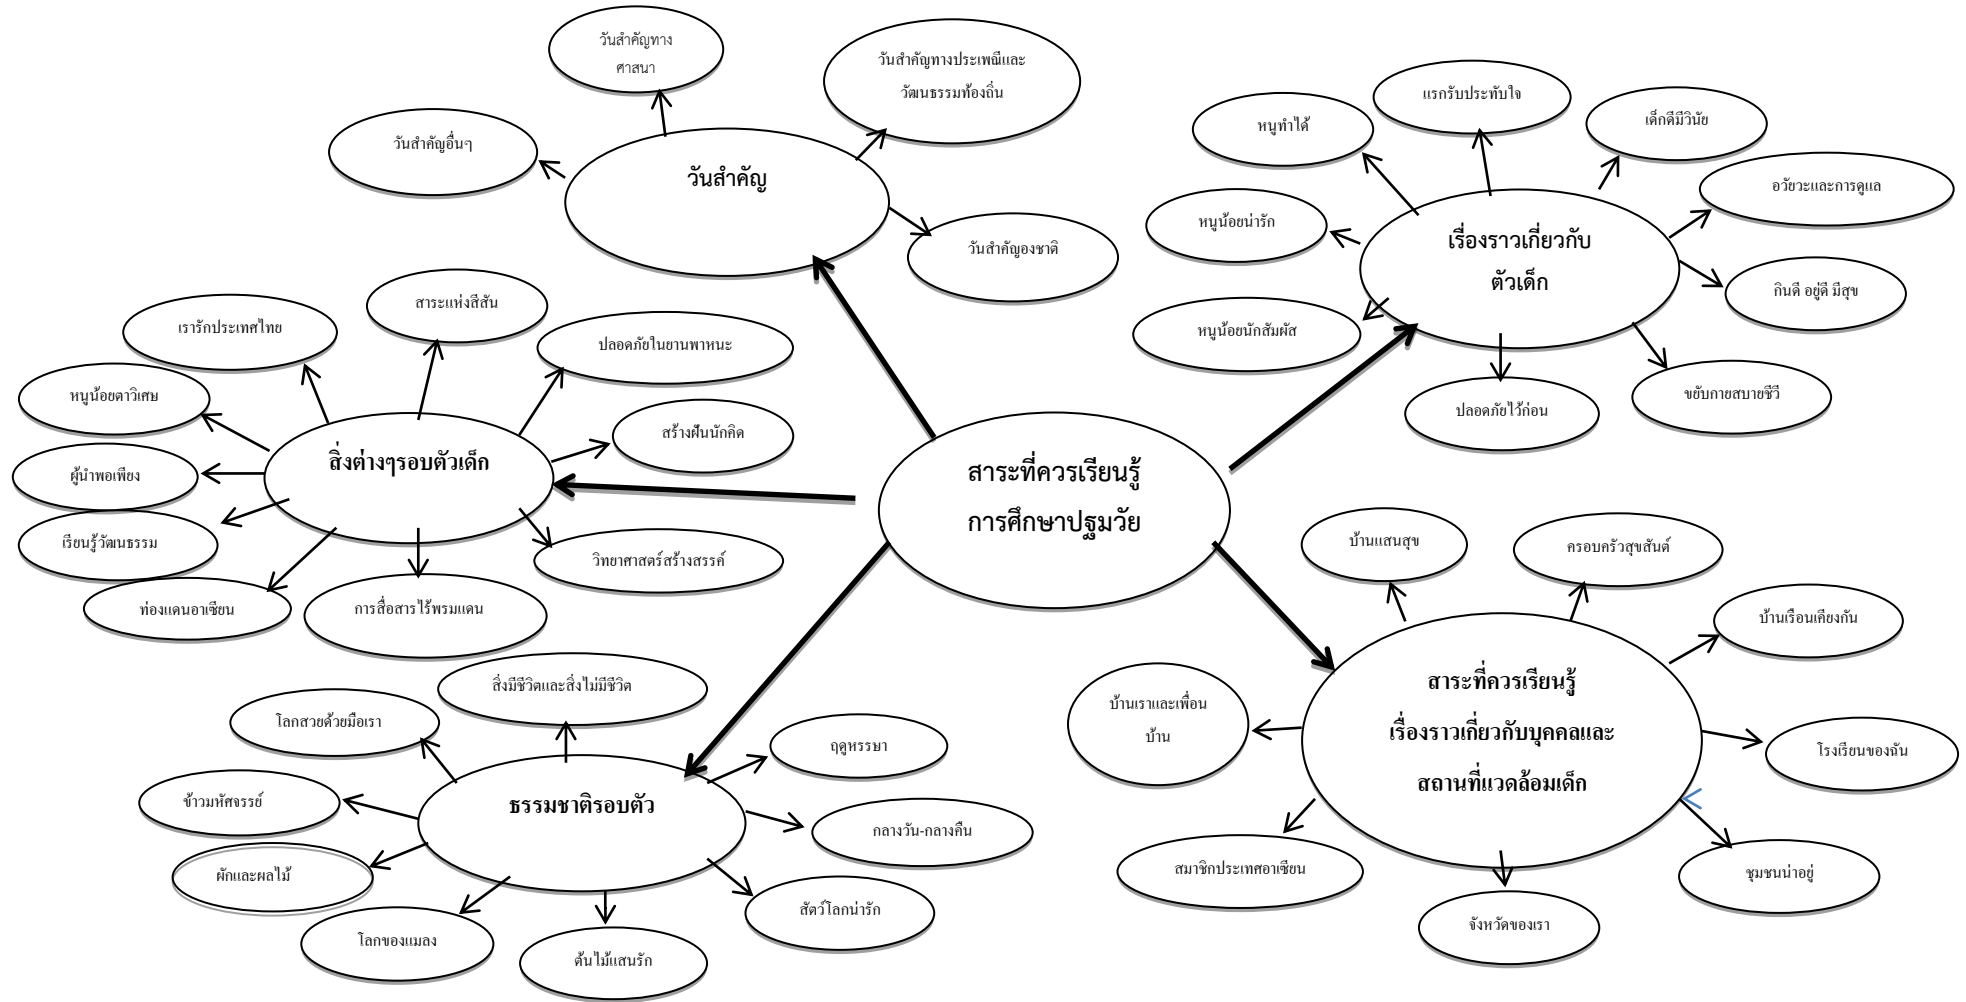 วันสำคัญทาง
ศาสนา
วันสำคัญทางประเพณีและ
วัฒนธรรมท้องถิ่น
วันสำคัญอื่นๆ
วันสำคัญ
วันสำคัญองชาติ
แรกรับประทับใจ
หนูทำได้
เด็กดีมีวินัย
อวัยวะและการดูแล
หนูน้อยน่ารัก
เรื่องราวเกี่ยวกับ
ตัวเด็ก
กินดี อยู่ดี มีสุข
หนูน้อยนักสัมผัส
ขยับกายสบายชีวี
ปลอดภัยไว้ก่อน
สาระแห่งสีสัน
เรารักประเทศไทย
ปลอดภัยในยานพาหนะ
หนูน้อยตาวิเศษ
สร้างฝันนักคิด
สิ่งต่างๆรอบตัวเด็ก
ผู้นำพอเพียง
เรียนรู้วัฒนธรรม
วิทยาศาสตร์สร้างสรรค์
ท่องแดนอาเซียน
การสื่อสารไร้พรมแดน
สาระที่ควรเรียนรู้
การศึกษาปฐมวัย
บ้านแสนสุข
ครอบครัวสุขสันต์
บ้านเรือนเคียงกัน
บ้านเราและเพื่อน
บ้าน
สาระที่ควรเรียนรู้
เรื่องราวเกี่ยวกับบุคคลและ
สถานที่แวดล้อมเด็ก
โรงเรียนของฉัน
สมาชิกประเทศอาเซียน
ชุมชนน่าอยู่
จังหวัดของเรา
สิ่งมีชีวิตและสิ่งไม่มีชีวิต
โลกสวยด้วยมือเรา
ฤดูหรรษา
ข้าวมหัศจรรย์
ธรรมชาติรอบตัว
กลางวัน-กลางคืน
ผักและผลไม้
สัตว์โลกน่ารัก
โลกของแมลง
ต้นไม้แสนรัก